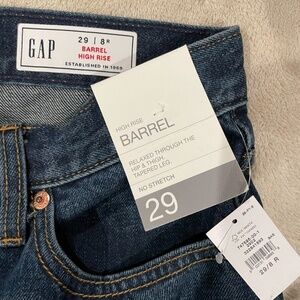 GAP
29 | 8R
BARREL
HIGH RISE
ESTABLISHED IN 1969
HIGH RISE
BARREL
RELAXED THROUGH THE
HIP & THIGH.
TAPERED LEG.
NO STRETCH
29
29/8 R